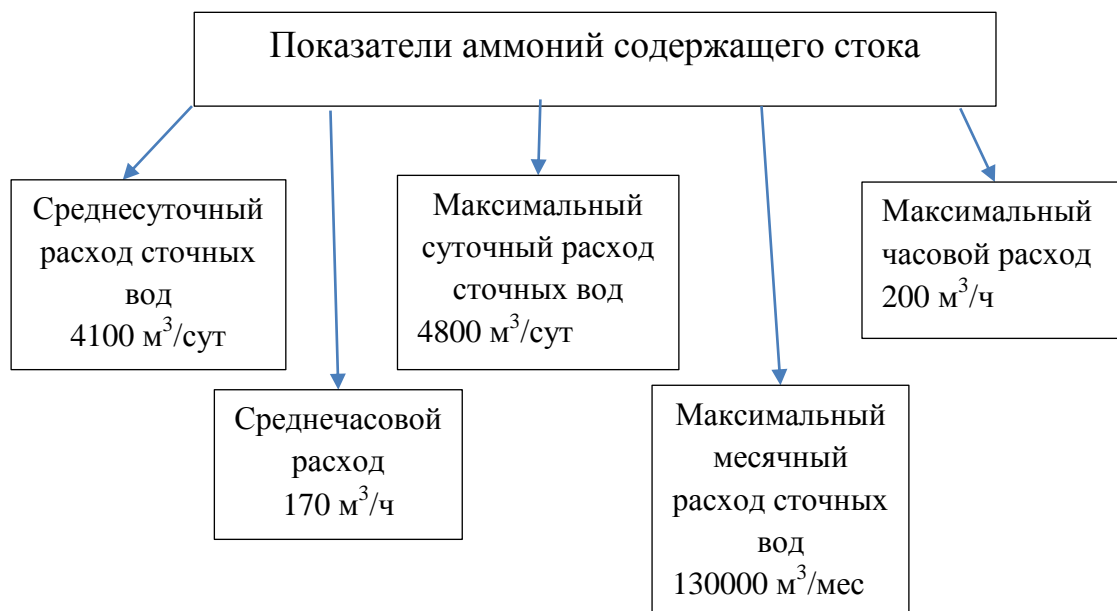 Показатели аммоний содержащего стока
Среднесуточный
расход сточных
вод
4100 м³/сут
Максимальный
суточный расход
сточных вод
4800 м³/сут
Максимальный
часовой расход
200 м³/ч
Среднечасовой
расход
170 м³/ч
Максимальный
месячный
расход сточных
вод
130000 м³/мес